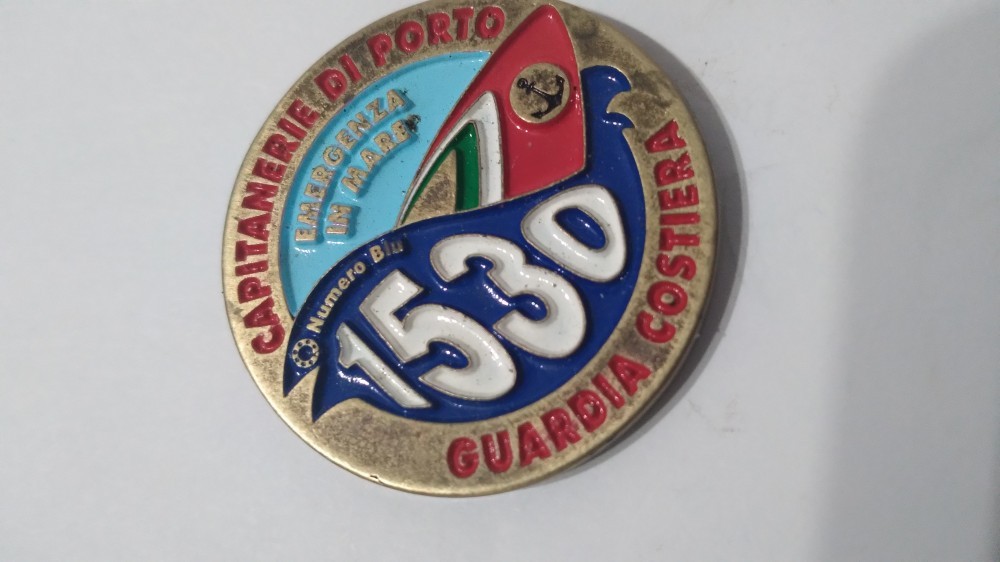 CAPITANERIE DI PORTO
EMERGENZA
IN MARE
Numero Blu
1530
GUARDIA COSTIERA